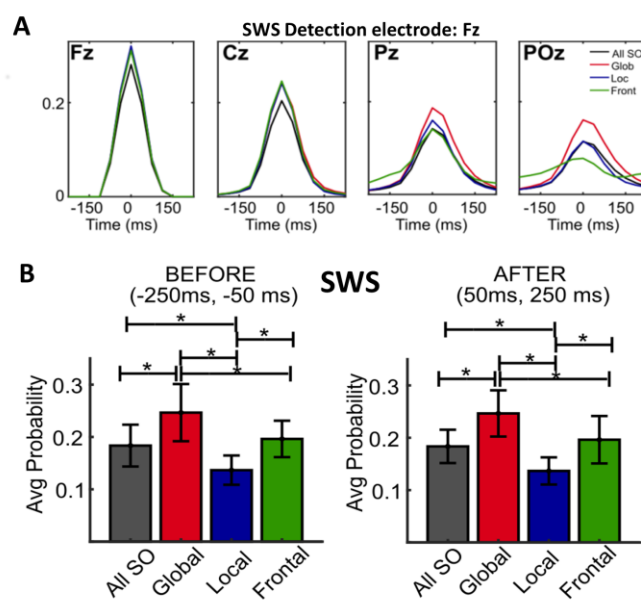 A
SWS Detection electrode: Fz
Fz
Cz
Pz
POz
All SO
Glob
Loc
Front
0.2
0
-150 0 150
-150 0 150
-150 0 150
-150 0 150
Time (ms)
Time (ms)
Time (ms)
Time (ms)
B
SWS
BEFORE
(-250ms, -50 ms)
AFTER
(50ms, 250 ms)
*
*
*
*
*
*
*
*
*
*
Avg Probability
0.3
0.2
0.1
All SO
Global
Local
Frontal
Avg Probability
0.3
0.2
0.1
All SO
Global
Local
Frontal